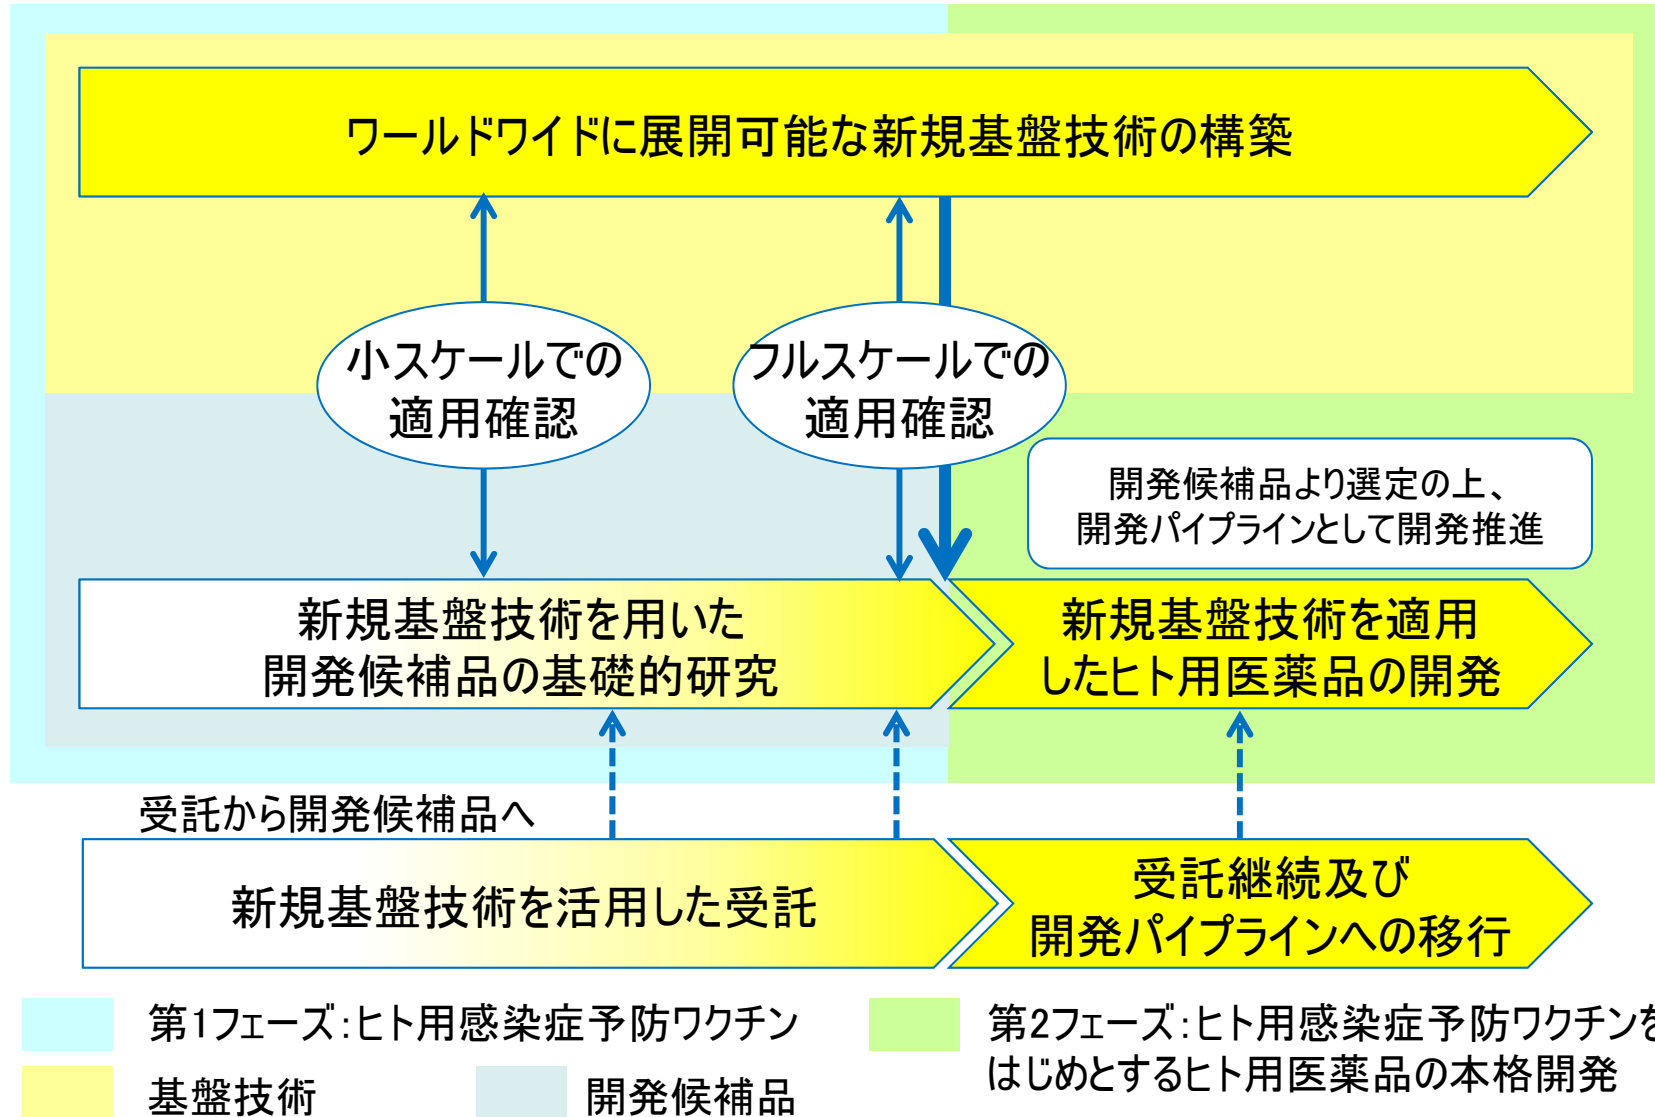 ワールドワイドに展開可能な新規基盤技術の構築
小スケールでの
適用確認
フルスケールでの
適用確認
開発候補品より選定の上、
開発パイプラインとして開発推進
新規基盤技術を用いた
開発候補品の基礎的研究
新規基盤技術を適用
したヒト用医薬品の開発
受託から開発候補品へ
新規基盤技術を活用した受託
受託継続及び
開発パイプラインへの移行
第1フェーズ:ヒト用感染症予防ワクチン
第2フェーズ:ヒト用感染症予防ワクチンを
はじめとするヒト用医薬品の本格開発
基盤技術
開発候補品